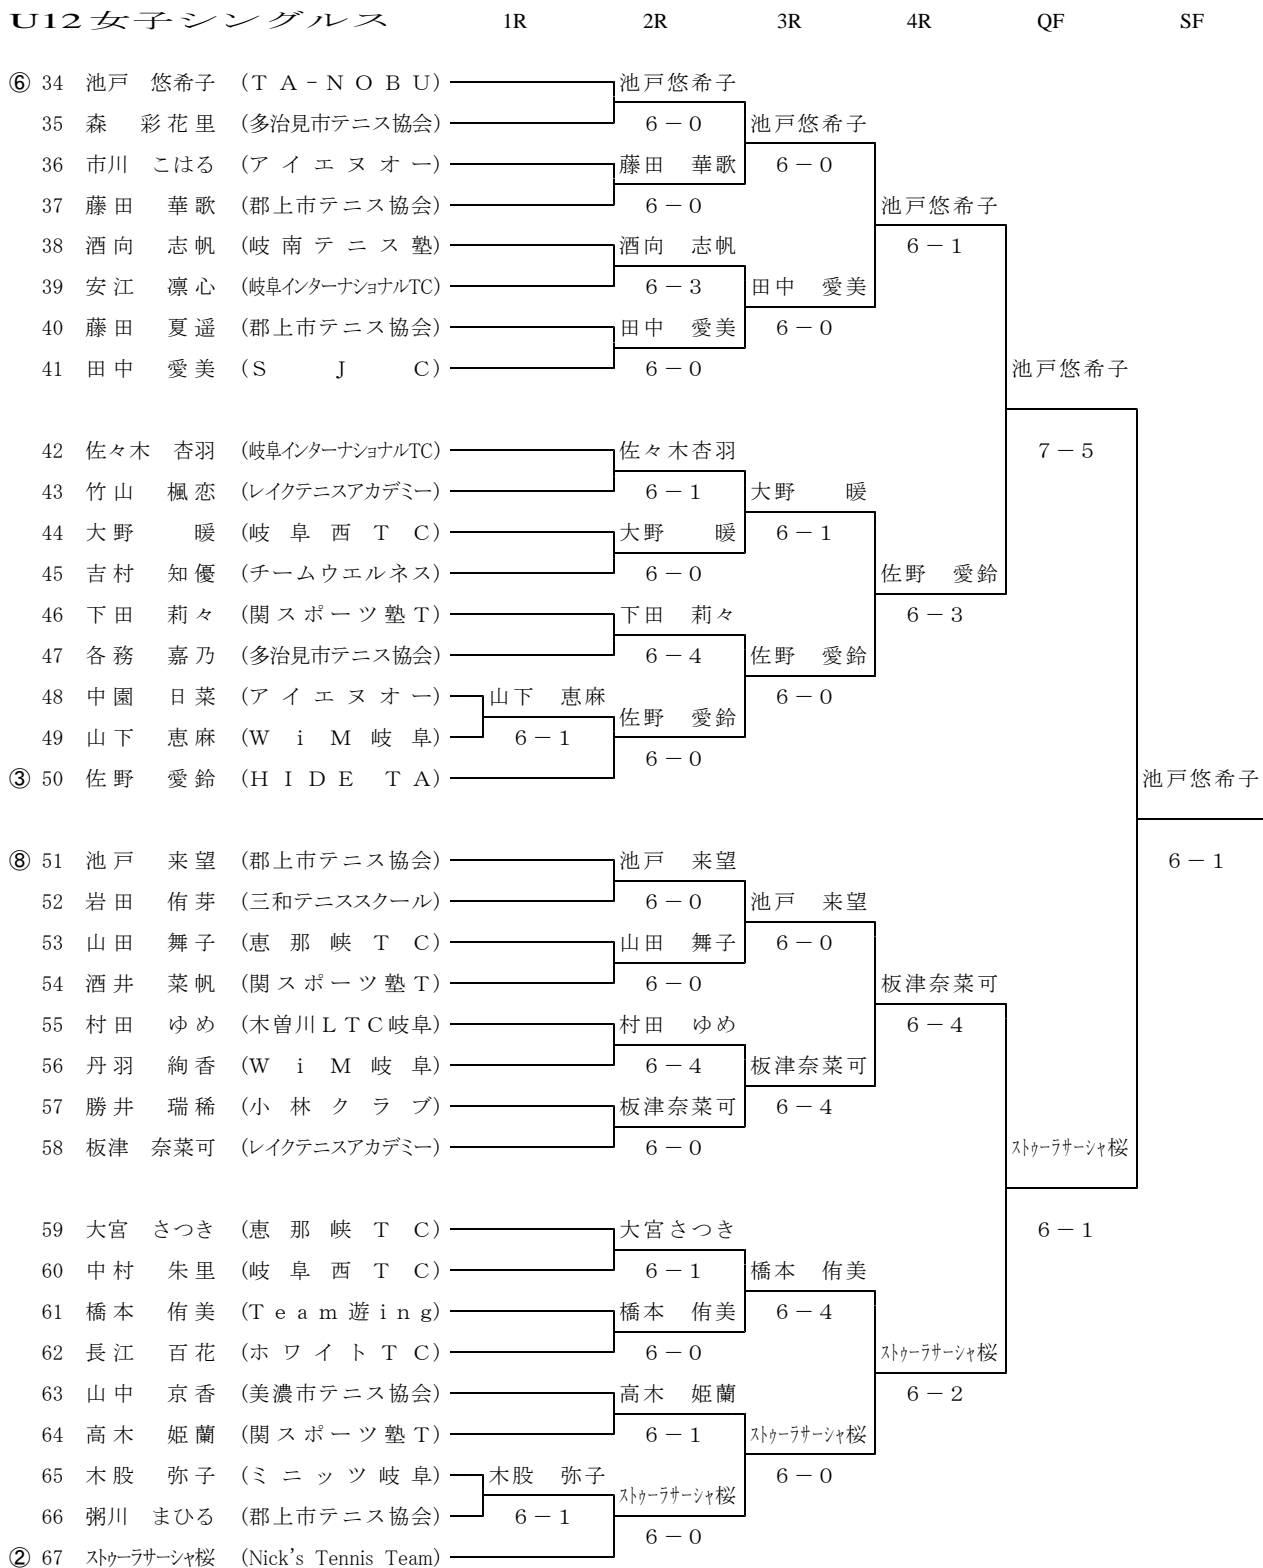 U12女子シングルス 1R 2R 3R 4R QF SF
⑥ 34 池戸 悠希子 (TA-NOBU) 池戸悠希子
35 森 彩花里 (多治見市テニス協会) 6－0 池戸悠希子
36 市川 こはる (アイエヌオー) 藤田 華歌 6－0
37 藤田 華歌 (郡上市テニス協会) 6－0 池戸悠希子
38 酒向 志帆 (岐南テニス塾) 酒向 志帆 6－1
39 安江 凛心 (岐阜インターナショナルTC) 6－3 田中 愛美
40 藤田 夏遥 (郡上市テニス協会) 田中 愛美 6－0
41 田中 愛美 (SJC) 6－0 池戸悠希子
42 佐々木 杏羽 (岐阜インターナショナルTC) 佐々木杏羽 7－5
43 竹山 楓恋 (レイクテニスアカデミー) 6－1 大野 暖
44 大野 暖 (岐阜西TC) 大野 暖 6－1
45 吉村 知優 (チームウエルネス) 6－0 佐野 愛鈴
46 下田 莉々 (関スポーツ塾T) 下田 莉々 6－3
47 各務 嘉乃 (多治見市テニス協会) 6－4 佐野 愛鈴
48 中園 日菜 (アイエヌオー) 山下 恵麻 6－0
佐野 愛鈴
49 山下 恵麻 (WiM岐阜) 6－1
6－0
③ 50 佐野 愛鈴 (HIDE TA) 池戸悠希子
⑧ 51 池戸 来望 (郡上市テニス協会) 池戸 来望 6－1
52 岩田 侑芽 (三和テニススクール) 6－0 池戸 来望
53 山田 舞子 (恵那峡TC) 山田 舞子 6－0
54 酒井 菜帆 (関スポーツ塾T) 6－0 板津奈菜可
55 村田 ゆめ (木曽川LTC岐阜) 村田 ゆめ 6－4
56 丹羽 絢香 (WiM岐阜) 6－4 板津奈菜可
57 勝井 瑞稀 (小林クラブ) 板津奈菜可 6－4
58 板津 奈菜可 (レイクテニスアカデミー) 6－0 ストゥーラサーシャ桜
59 大宮 さつき (恵那峡TC) 大宮さつき 6－1
60 中村 朱里 (岐阜西TC) 6－1 橋本 侑美
61 橋本 侑美 (Team遊ing) 橋本 侑美 6－4
62 長江 百花 (ホワイトTC) 6－0 ストゥーラサーシャ桜
63 山中 京香 (美濃市テニス協会) 高木 姫蘭 6－2
64 高木 姫蘭 (関スポーツ塾T) 6－1 ストゥーラサーシャ桜
65 木股 弥子 (ミニッツ岐阜) 木股 弥子 6－0
ストゥーラサーシャ桜
66 粥川 まひる (郡上市テニス協会) 6－1
6－0
② 67 ストゥーラサーシャ桜 (Nick's Tennis Team)